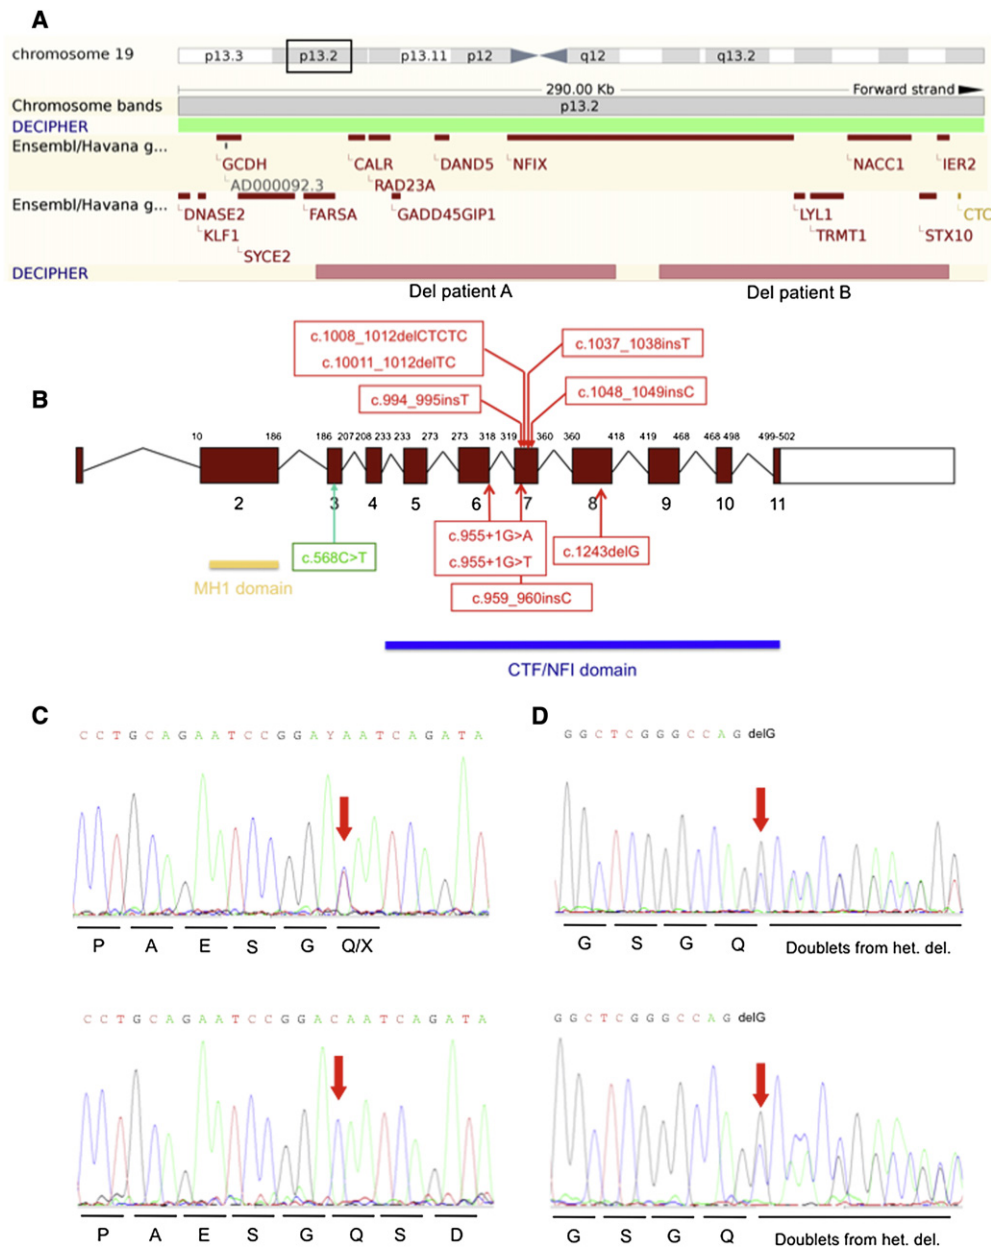 A
chromosome 19
p13.3 p13.2 p13.11 p12 q12 q13.2
290.00 Kb Forward strand
Chromosome bands p13.2
DECIPHER
Ensembl/Havana g...
GCDH CALR DAND5 NFIX NACC1 IER2
AD000092.3 RAD23A
Ensembl/Havana g...
DNASE2 FARSA GADD45GIP1 LYL1 CTC
KLF1 TRMT1 STX10
SYCE2
DECIPHER
Del patient A Del patient B
B
c.1008_1012delCTCTC
c.10011_1012delTC
c.1037_1038insT
c.994_995insT
c.1048_1049insC
10 186 186 207 208 233 233 273 273 318 319 360 360 418 419 468 468 498 499-502
2 3 4 5 6 7 8 9 10 11
c.568C>T
c.955+1G>A
c.955+1G>T
c.1243delG
c.959_960insC
MH1 domain
CTF/NFI domain
C
C C T G C A G A A T C C G G A Y A A T C A G A T A
P A E S G Q/X
D
G G C T C G G G C C A G delG
G S G Q Doublets from het. del.
C C T G C A G A A T C C G G A C A A T C A G A T A
P A E S G Q S D
G G C T C G G G C C A G delG
G S G Q Doublets from het. del.